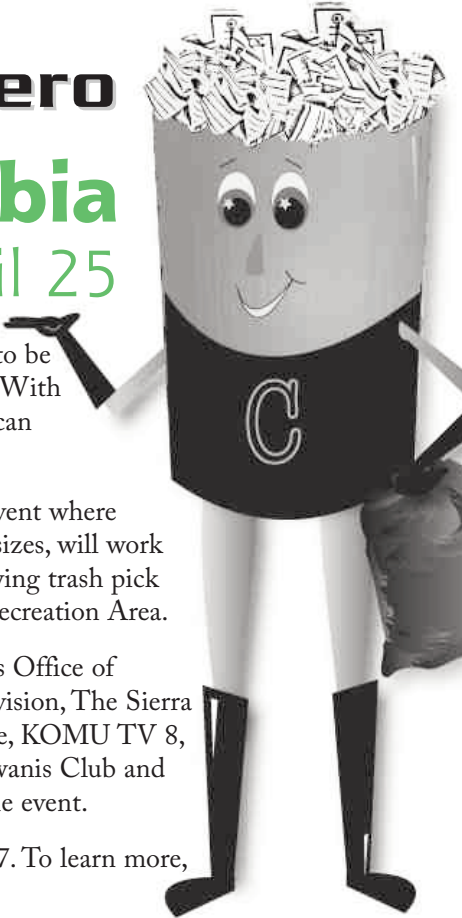 ero
bia
il 25
to be
With
can
vent where
sizes, will work
ving trash pick
ecreation Area.
s Office of
vision, The Sierra
e, KOMU TV 8,
wanis Club and
e event.
7. To learn more,
C